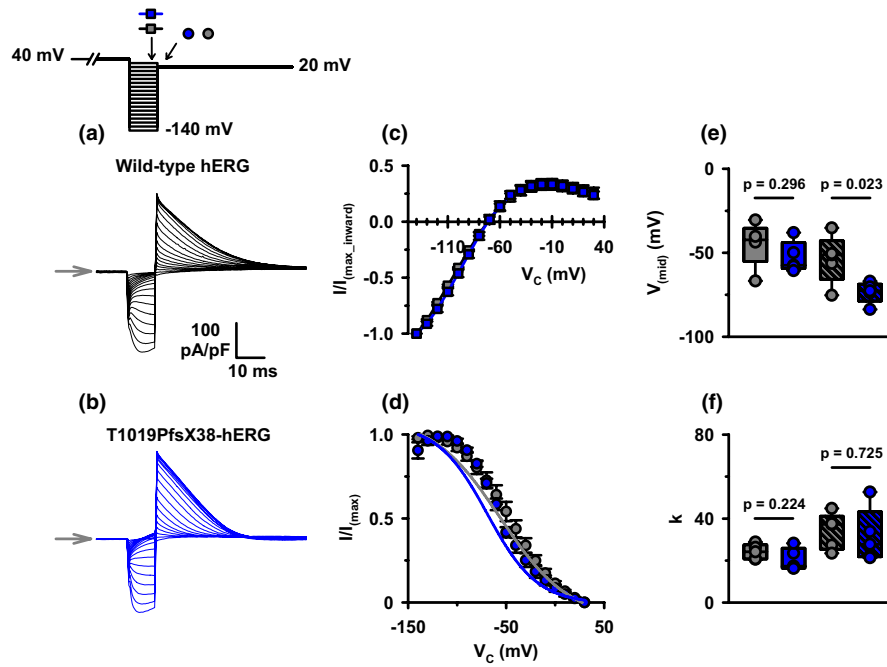 40 mV
20 mV
-140 mV
(a)
Wild-type hERG
100
pA/pF
10 ms
(b)
T1019PfsX38-hERG
(c)
I/I(max_inward)
0.5
0.0
-0.5
-1.0
-110
-60
-10
40
VC (mV)
(d)
I/I(max)
1.0
0.5
0
-150
-50
50
VC (mV)
(e)
V(mid) (mV)
0
-50
-100
p = 0.296
p = 0.023
(f)
k
80
40
0
p = 0.224
p = 0.725